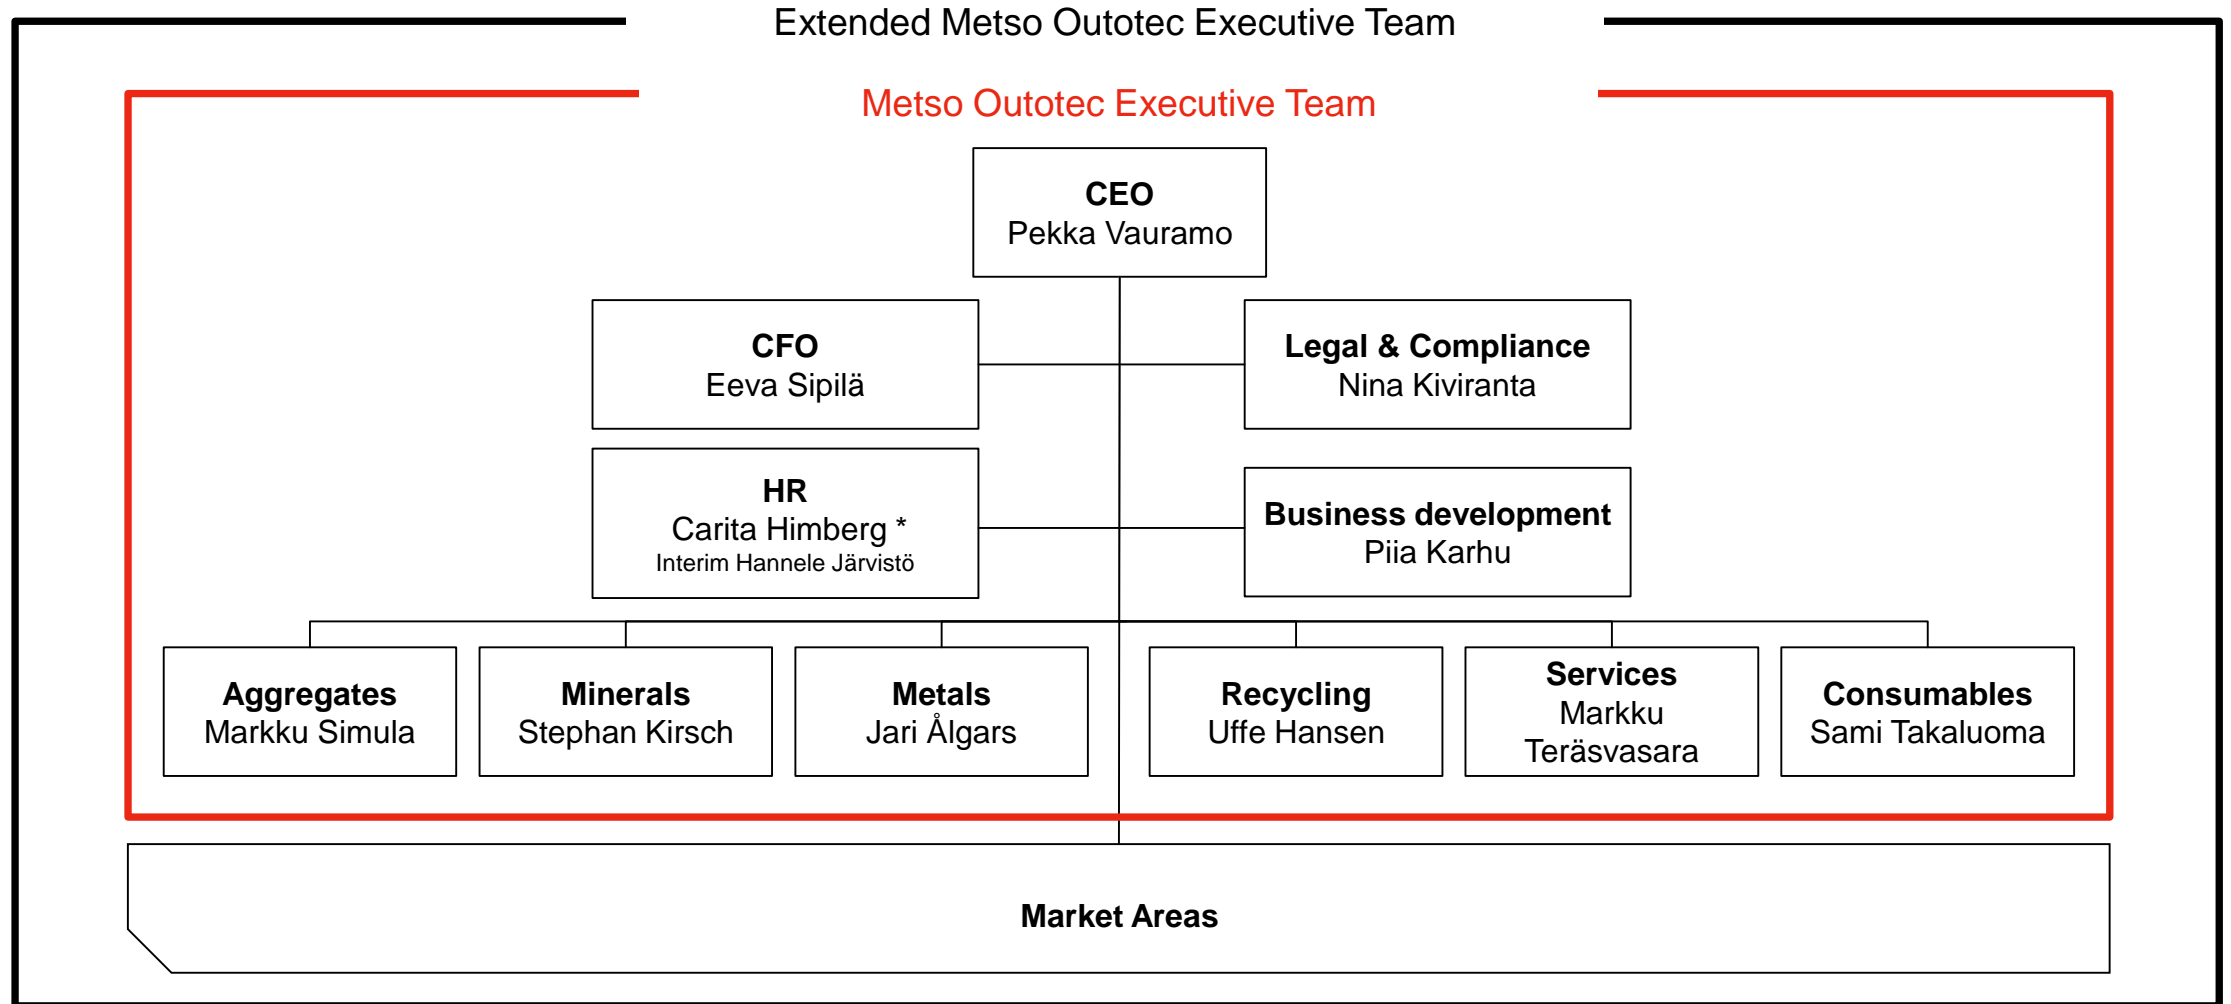 Extended Metso Outotec Executive Team
Metso Outotec Executive Team
CEO
Pekka Vauramo
CFO
Eeva Sipilä
Legal & Compliance
Nina Kiviranta
HR
Carita Himberg *
Interim Hannele Järvistö
Business development
Piia Karhu
Aggregates
Markku Simula
Minerals
Stephan Kirsch
Metals
Jari Ålgars
Recycling
Uffe Hansen
Services
Markku
Teräsvasara
Consumables
Sami Takaluoma
Market Areas